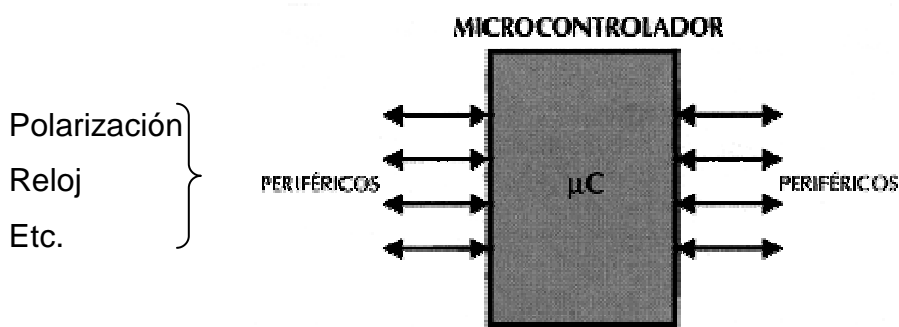 MICROCONTROLADOR
Polarización
Reloj
Etc.
PERIFÉRICOS
µC
PERIFÉRICOS